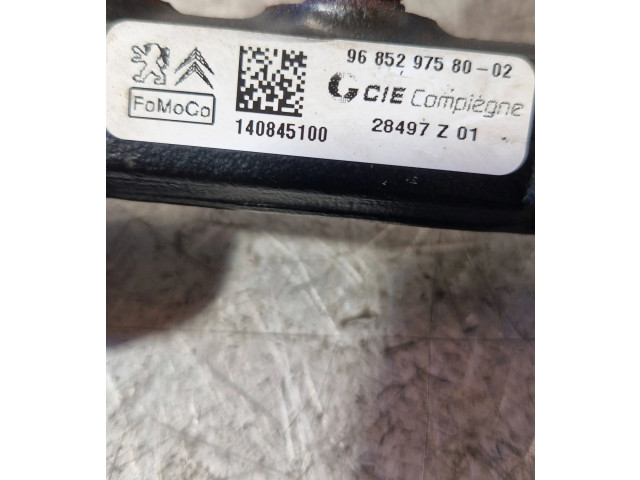 96 852 975 80-02
CIE Compiègne
FoMoCo
140845100
28497 Z 01